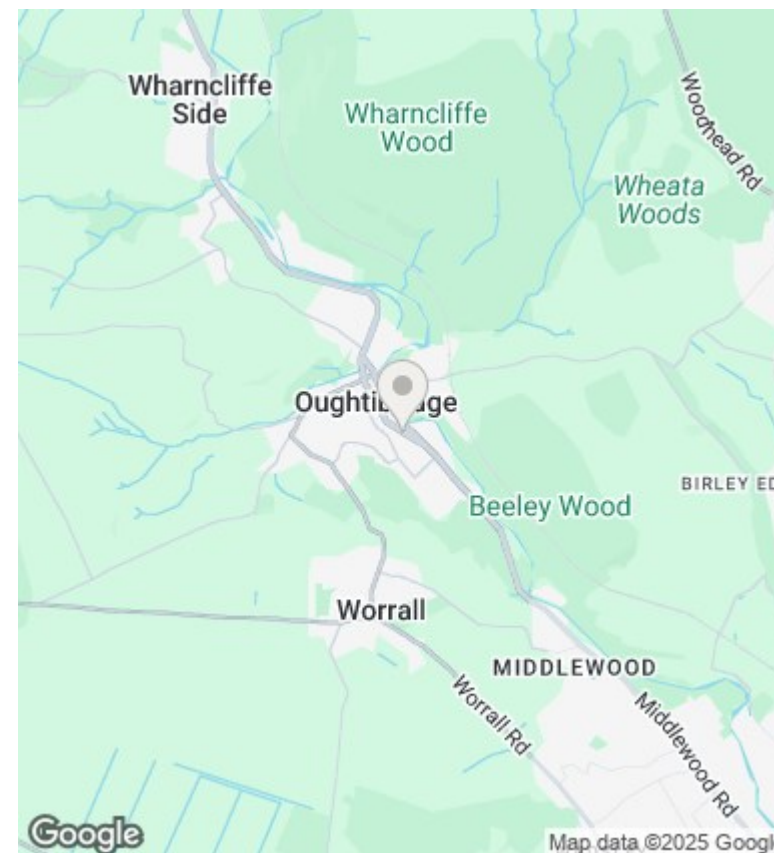 Wharncliffe
Side
Wharncliffe
Wood
Woodhead Rd
Wheata
Woods
Beeley Wood
BIRLEY ED
Worrall
MIDDLEWOOD
Worrall Rd
Middlewood Rd
Google
Map data ©2025 Googl